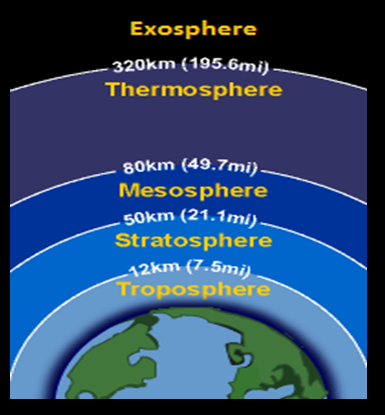 Exosphere
320km (195.6mi)
Thermosphere
80km (49.7mi)
Mesosphere
50km (21.1mi)
Stratosphere
12km (7.5mi)
Troposphere